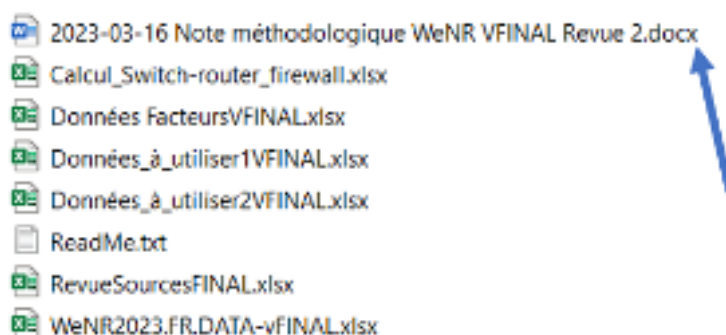 2023-03-16 Note méthodologique WeNR VFINAL Revue 2.docx
Calcul_Switch-router_firewall.xlsx
Données FacteursVFINAL.xlsx
Données_à_utiliser1VFINAL.xlsx
Données_à_utiliser2VFINAL.xlsx
ReadMe.txt
RevueSourcesFINAL.xlsx
WeNR2023.FR.DATA-vFINAL.xlsx